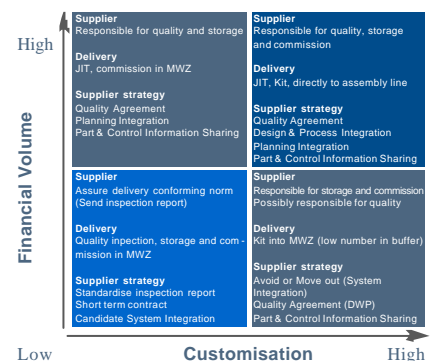 High
Financial Volume
Low
Supplier
Responsible for quality and storage
Delivery
JIT, commission in MWZ
Supplier strategy
Quality Agreement
Planning Integration
Part & Control Information Sharing
Supplier
Responsible for quality, storage
and commission
Delivery
JIT, Kit, directly to assembly line
Supplier strategy
Quality Agreement
Design & Process Integration
Planning Integration
Part & Control Information Sharing
Supplier
Assure delivery conforming norm
(Send inspection report)
Delivery
Quality inpection, storage and com -
mission in MWZ
Supplier strategy
Standardise inspection report
Short term contract
Candidate System Integration
Supplier
Responsible for storage and commission
Possibly responsible for quality
Delivery
Kit into MWZ (low number in buffer)
Supplier strategy
Avoid or Move out (System
Integration)
Quality Agreement (DWP)
Part & Control Information Sharing
Customisation
High